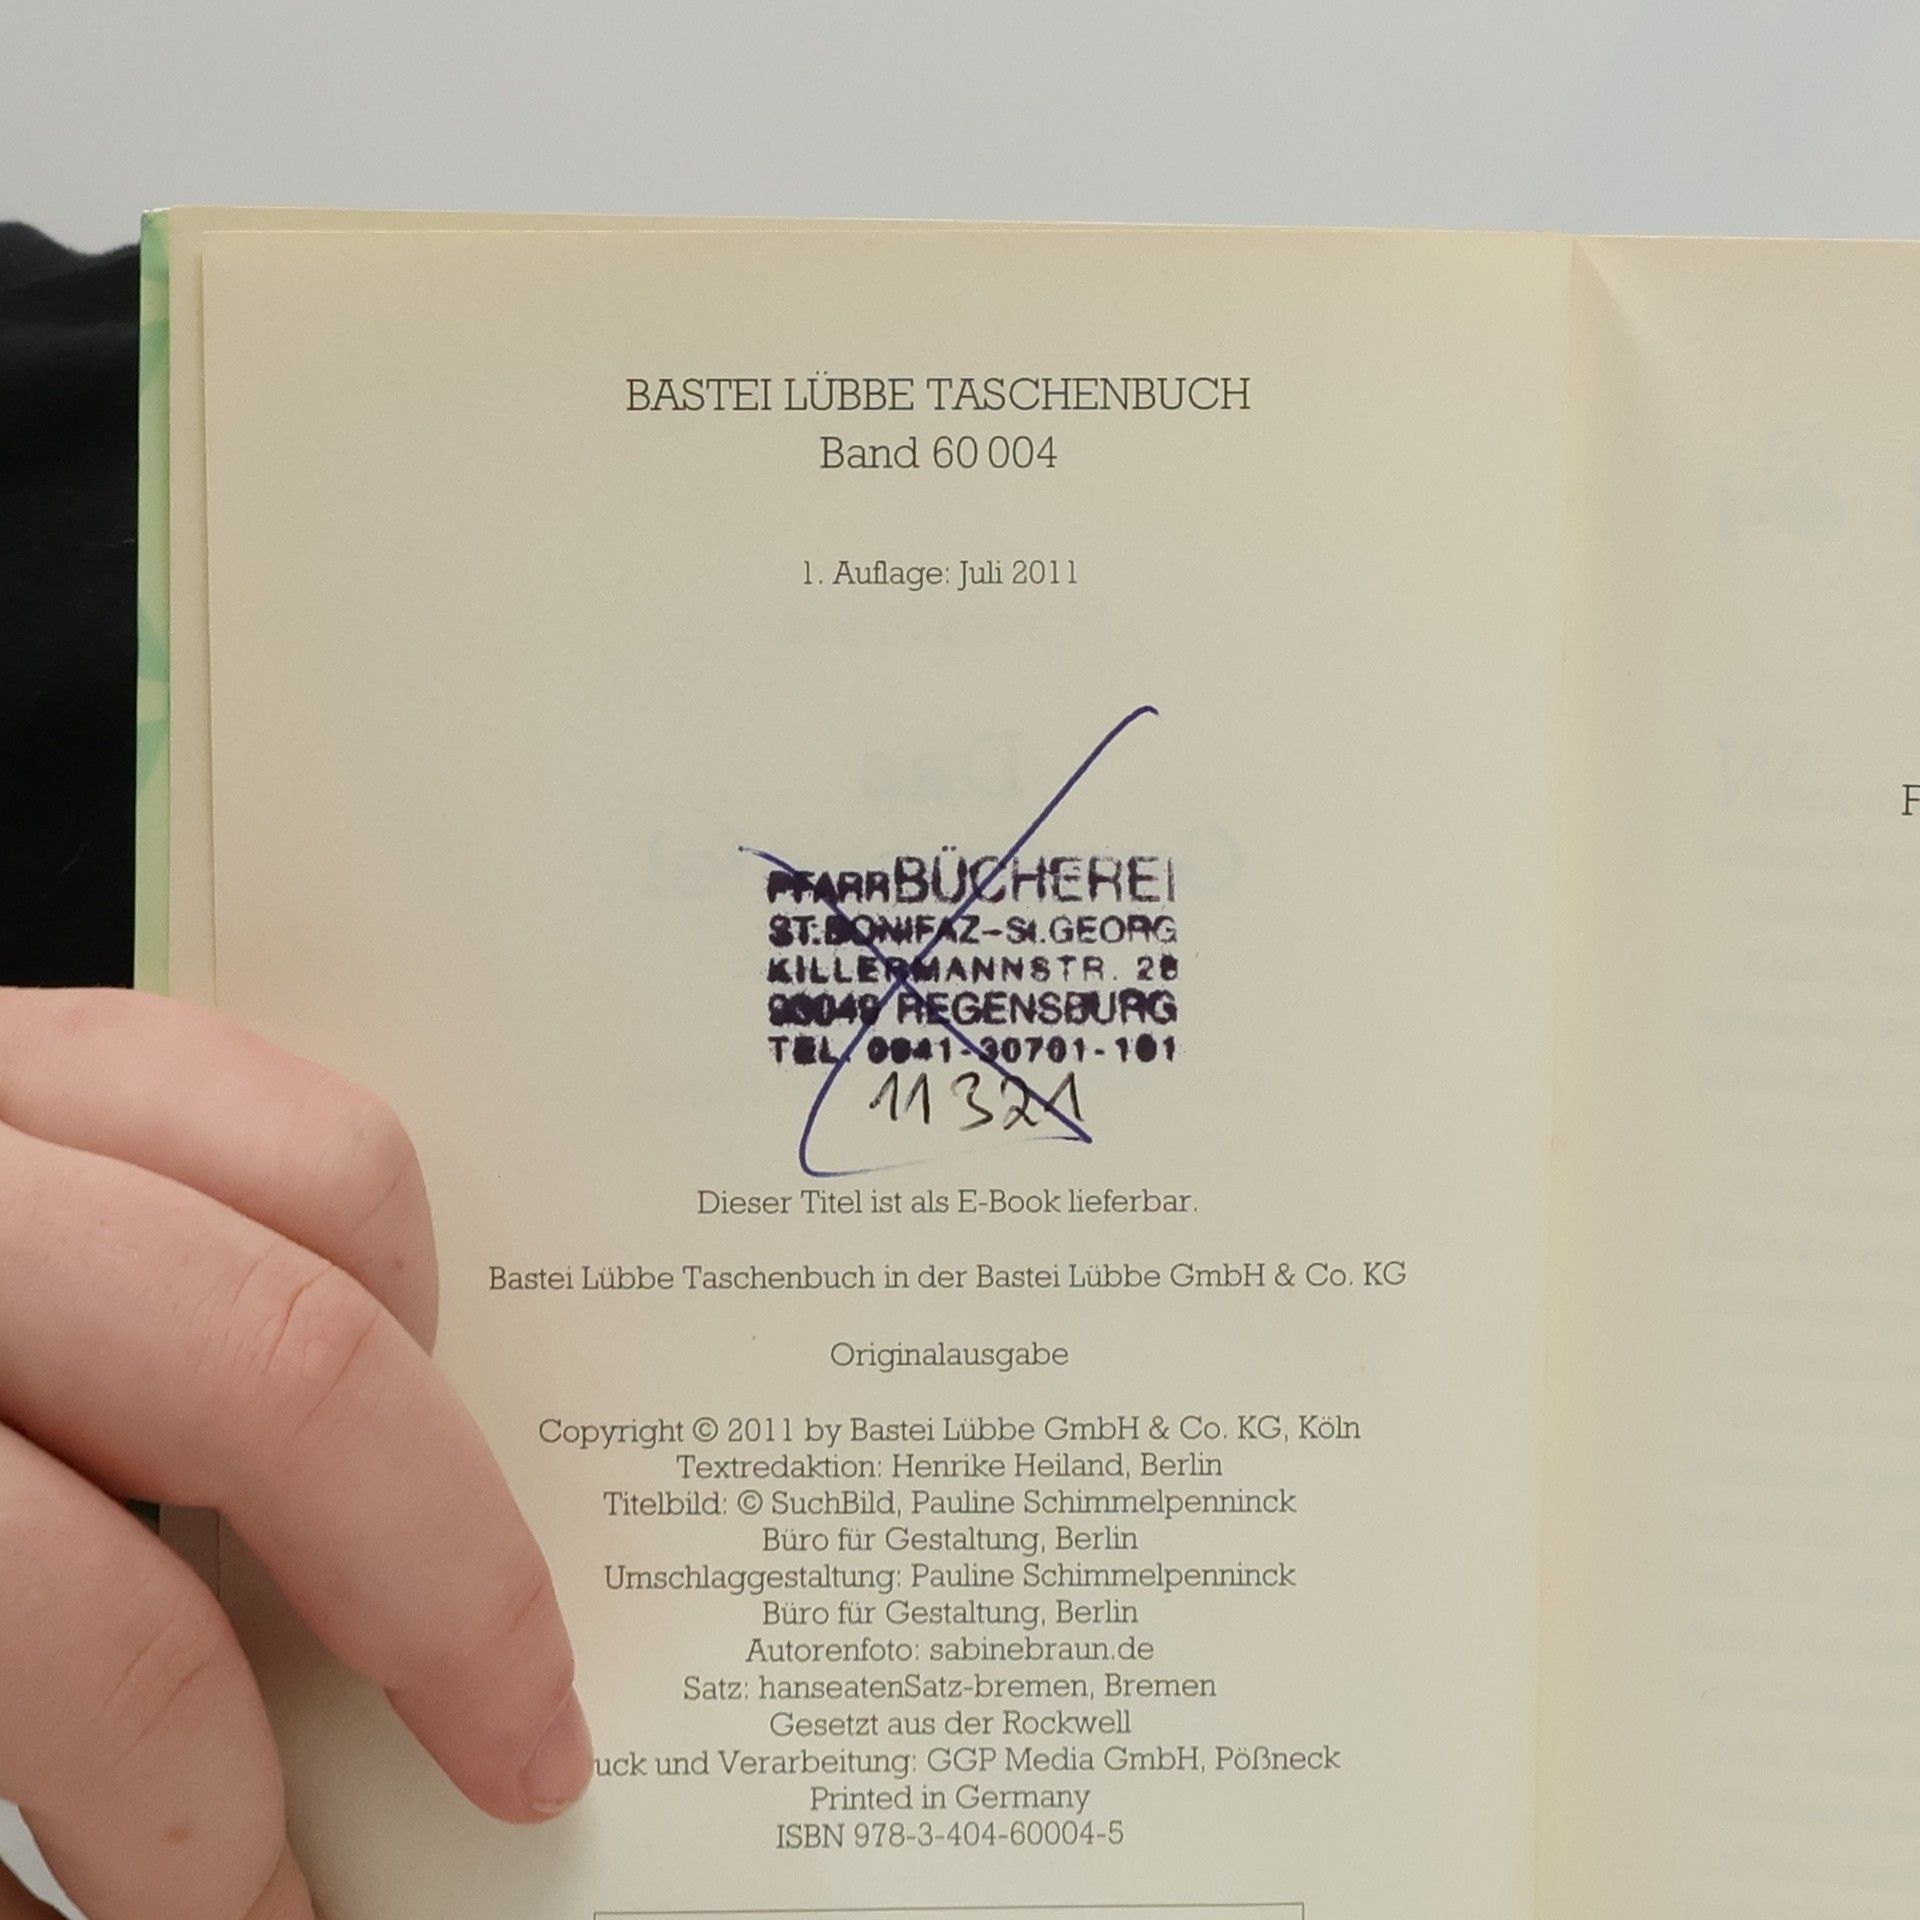 BASTEI LÜBBE TASCHENBUCH
Band 60 004
1. Auflage: Juli 2011
PFARRBÜCHEREI
ST.BONIFAZ-St.GEORG
KILLERMANNSTR.
REGENSBURG
TEL. 0941-30701-101
11321
Dieser Titel ist als E-Book lieferbar.
Bastei Lübbe Taschenbuch in der Bastei Lübbe GmbH & Co. KG
Originalausgabe
Copyright © 2011 by Bastei Lübbe GmbH & Co. KG, Köln
Textredaktion: Henrike Heiland, Berlin
Titelbild: © SuchBild, Pauline Schimmelpenninck
Büro für Gestaltung, Berlin
Umschlaggestaltung: Pauline Schimmelpenninck
Büro für Gestaltung, Berlin
Autorenfoto: sabinebraun.de
Satz: hanseatenSatz-bremen, Bremen
Gesetzt aus der Rockwell
uck und Verarbeitung: GGP Media GmbH, Pößneck
Printed in Germany
ISBN 978-3-404-60004-5
F